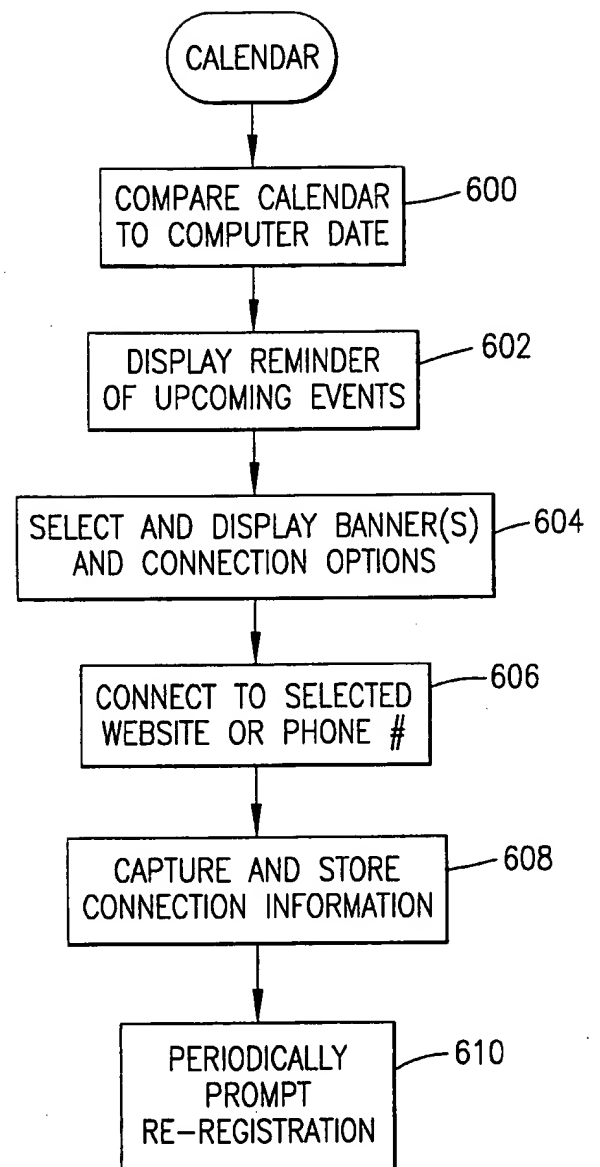 CALENDAR
COMPARE CALENDAR
TO COMPUTER DATE
600
DISPLAY REMINDER
OF UPCOMING EVENTS
602
SELECT AND DISPLAY BANNER(S)
AND CONNECTION OPTIONS
604
CONNECT TO SELECTED
WEBSITE OR PHONE #
606
CAPTURE AND STORE
CONNECTION INFORMATION
608
PERIODICALLY
PROMPT
RE-REGISTRATION
610